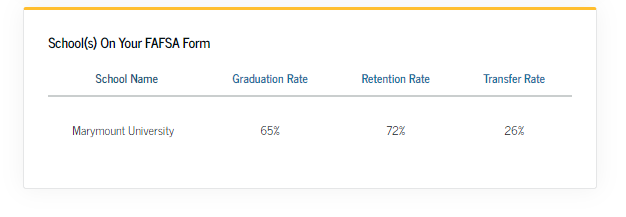 School(s) On Your FAFSA Form
School Name Graduation Rate Retention Rate Transfer Rate
Marymount University 65% 72% 26%